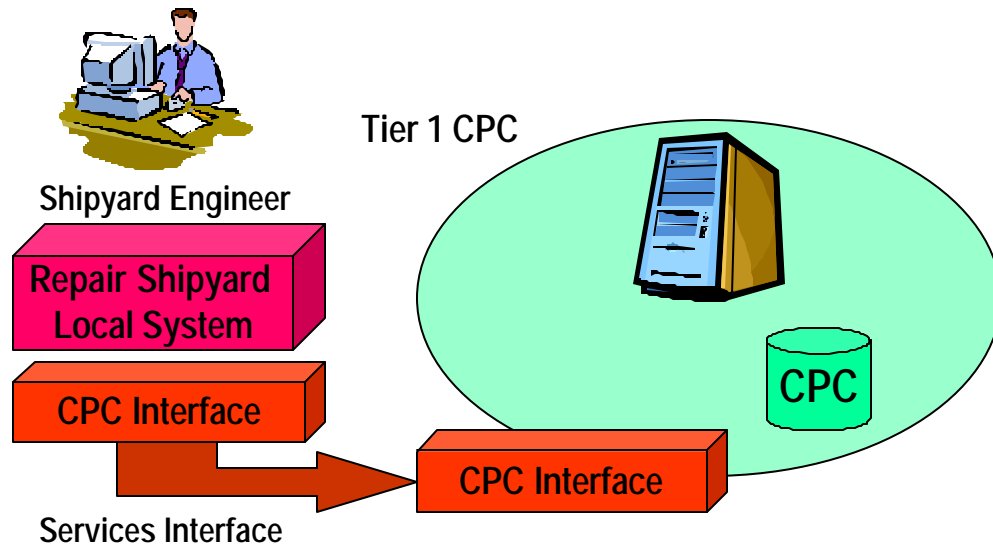 Tier 1 CPC
Shipyard Engineer
Repair Shipyard
Local System
CPC
CPC Interface
CPC Interface
Services Interface